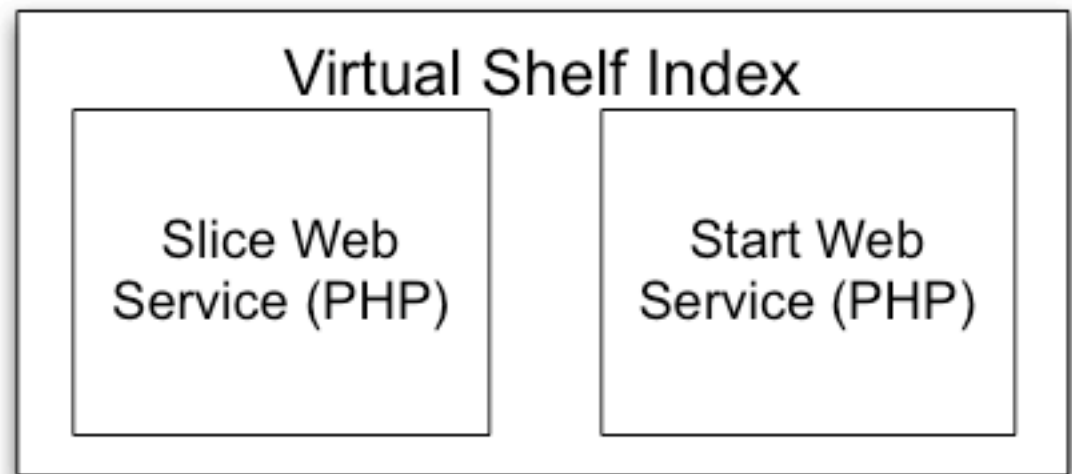 Virtual Shelf Index
Slice Web
Service (PHP)
Start Web
Service (PHP)